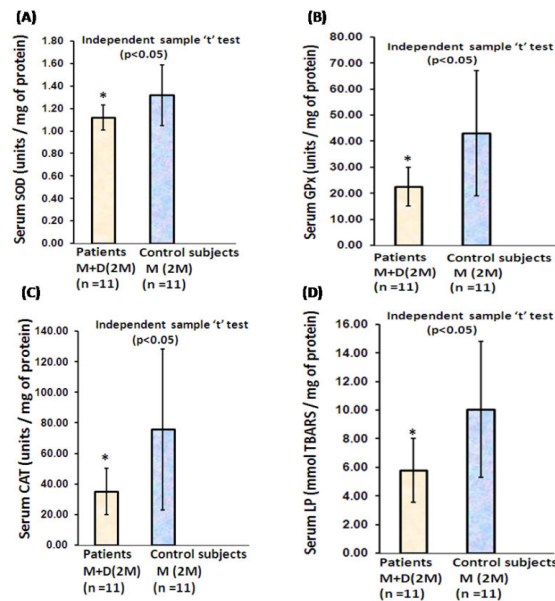 (A)
Independent sample ‘t’ test
(p<0.05)
Serum SOD (units / mg of protein)
1.80
1.60
1.40
1.20
1.00
0.80
0.60
0.40
0.20
0.00
*
Patients Control subjects
M+D(2M) M (2M)
(n =11) (n =11)
(B)
Independent sample ‘t’ test
(p<0.05)
Serum GPx (units / mg of protein)
80.00
70.00
60.00
50.00
40.00
30.00
20.00
10.00
0.00
*
Patients Control subjects
M+D(2M) M (2M)
(n =11) (n =11)
(C)
Independent sample ‘t’ test
(p<0.05)
Serum CAT (units / mg of protein)
140.00
120.00
100.00
80.00
60.00
40.00
20.00
0.00
*
Patients Control subjects
M+D(2M) M (2M)
(n =11) (n =11)
(D)
Independent sample ‘t’ test
(p<0.05)
Serum LP (mmol TBARS / mg of protein)
16.00
14.00
12.00
10.00
8.00
6.00
4.00
2.00
0.00
*
Patients Control subjects
M+D(2M) M (2M)
(n =11) (n =11)